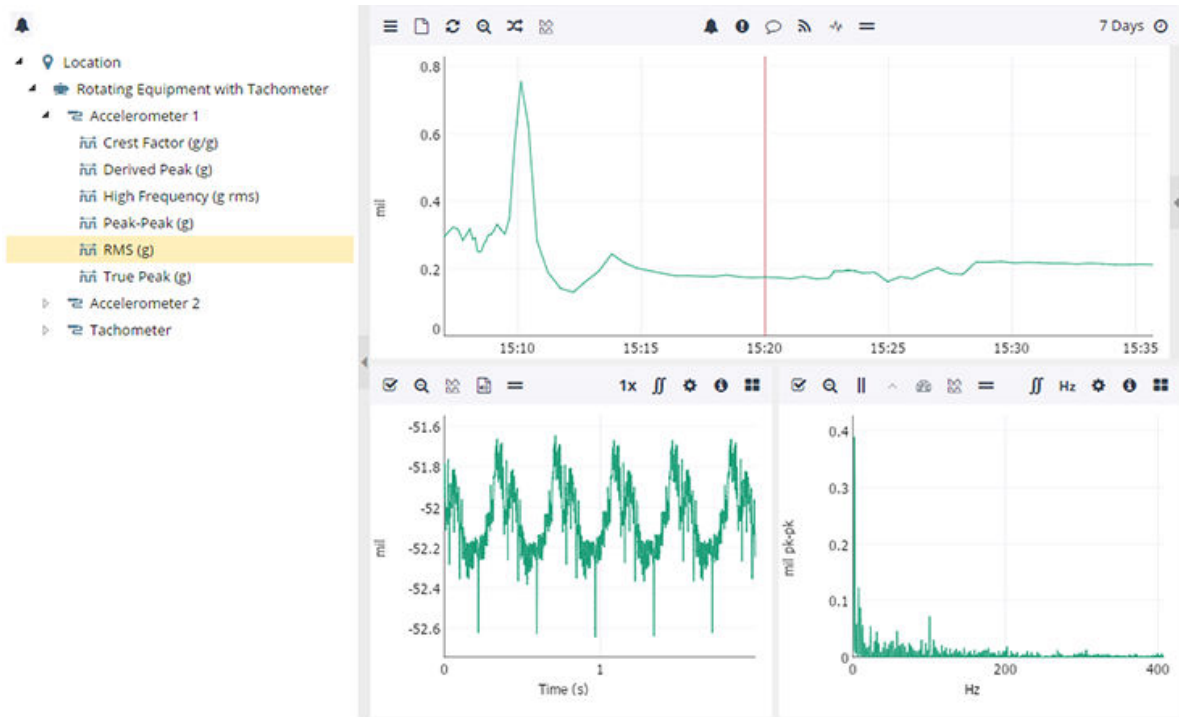 Location
Rotating Equipment with Tachometer
Accelerometer 1
Crest Factor (g/g)
Derived Peak (g)
High Frequency (g rms)
Peak-Peak (g)
RMS (g)
True Peak (g)
Accelerometer 2
Tachometer
7 Days
0.8
0.6
0.4
0.2
0
mil
15:10 15:15 15:20 15:25 15:30 15:35
1x
-51.6
-51.8
-52
-52.2
-52.4
-52.6
mil
0 1
Time (s)
Hz
0.4
0.3
0.2
0.1
0
mil pk-pk
0 200 400
Hz